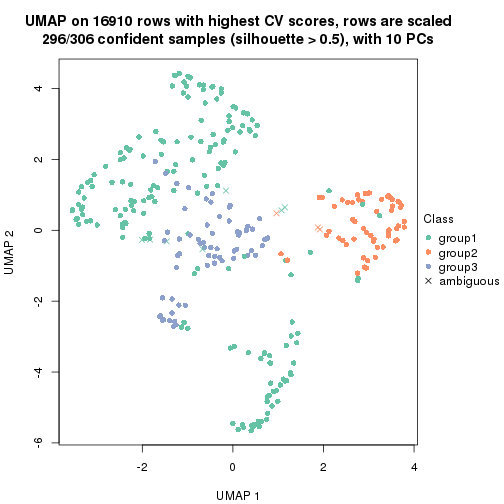 UMAP on 16910 rows with highest CV scores, rows are scaled
296/306 confident samples (silhouette > 0.5), with 10 PCs
4
2
0
-2
-4
-6
UMAP 2
-2
0
2
4
UMAP 1
Class
group1
group2
group3
ambiguous